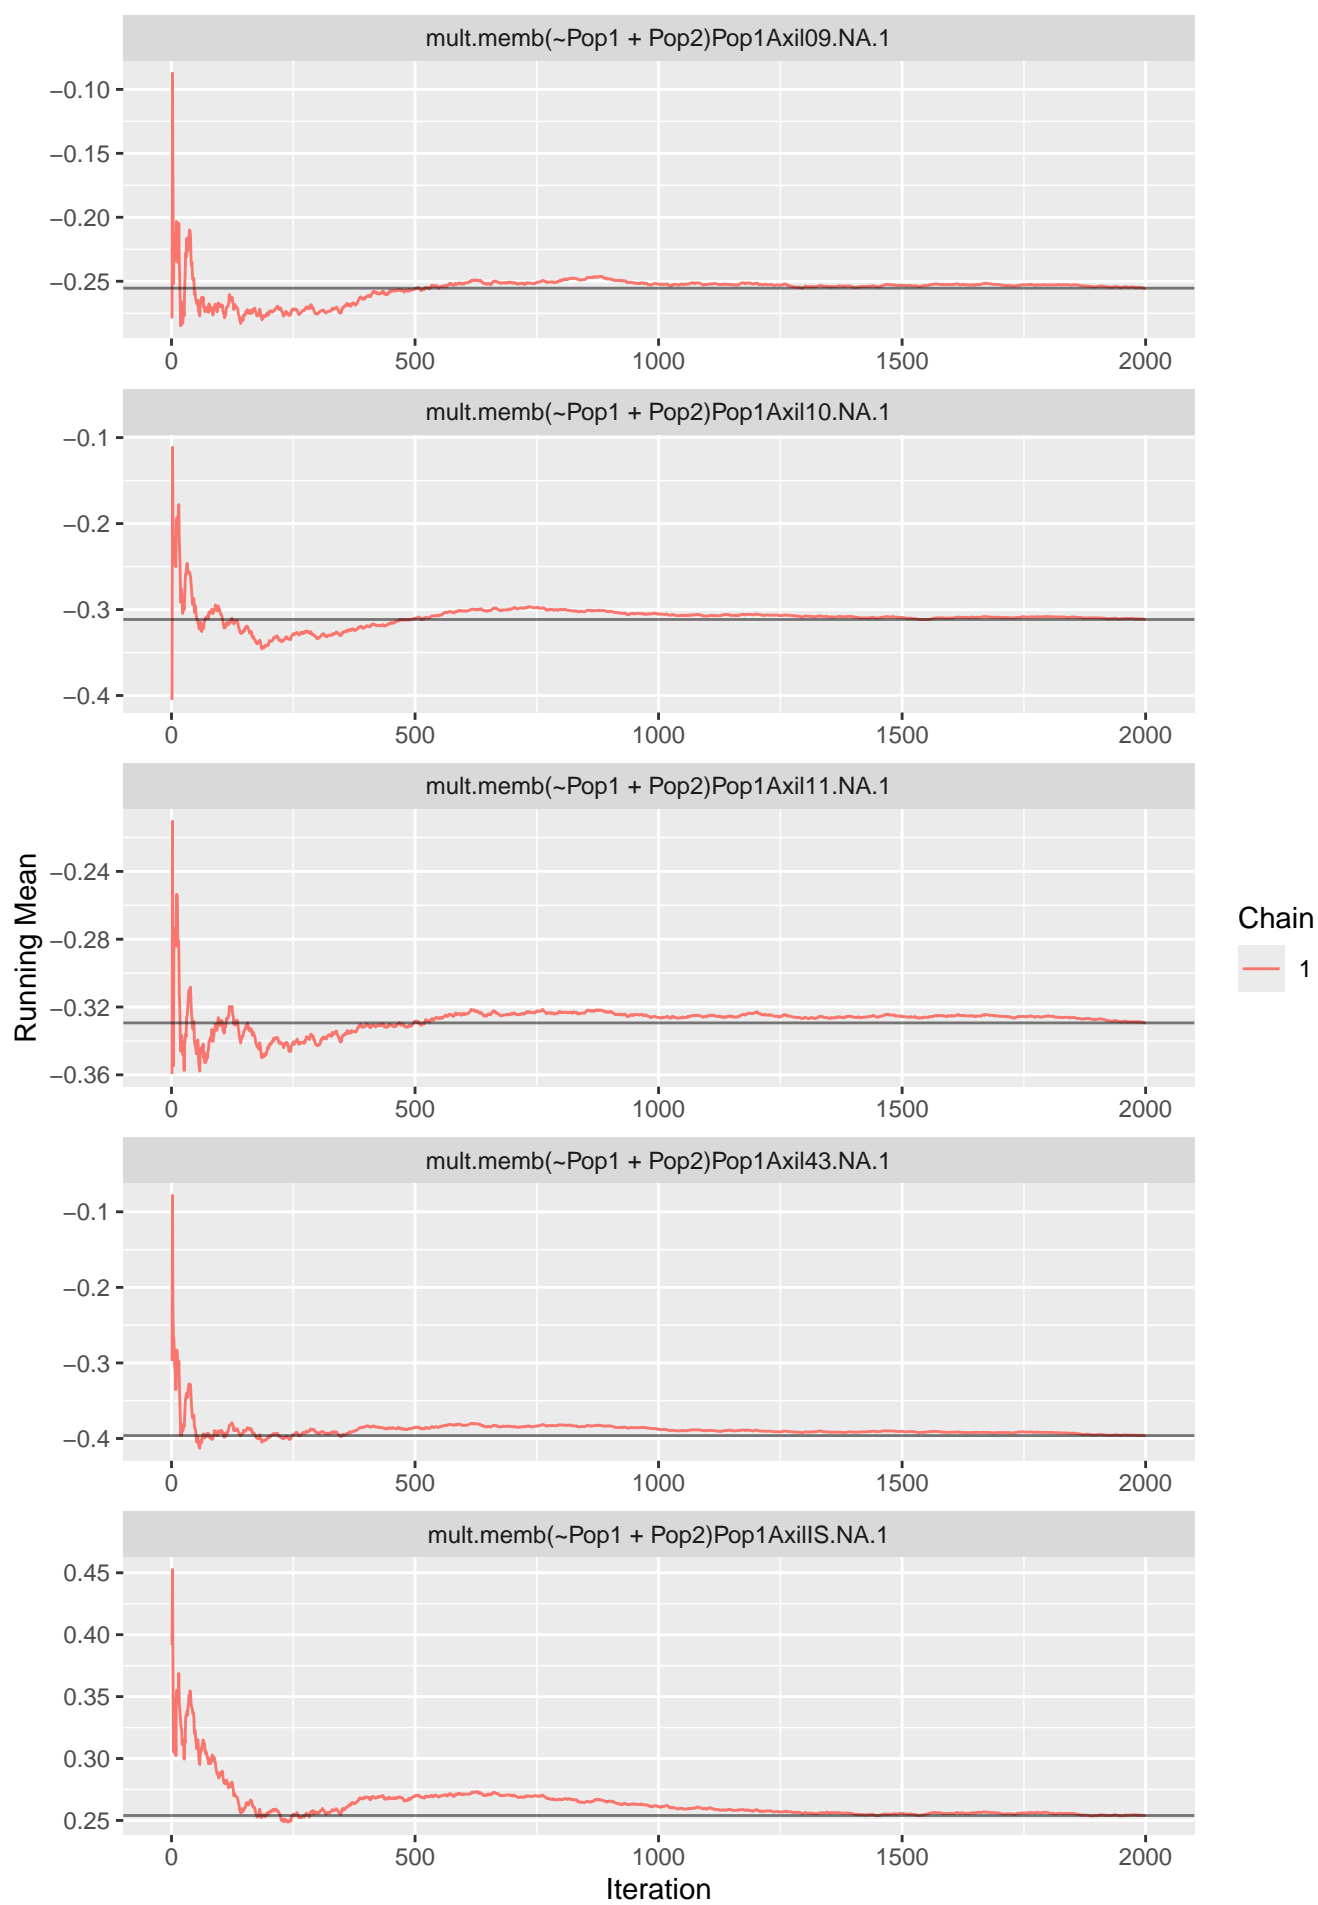 mult.memb(~Pop1 + Pop2)Pop1Axil09.NA.1
−0.10
−0.15
−0.20
−0.25
0 500 1000 1500 2000
mult.memb(~Pop1 + Pop2)Pop1Axil10.NA.1
−0.1
−0.2
−0.3
−0.4
0 500 1000 1500 2000
mult.memb(~Pop1 + Pop2)Pop1Axil11.NA.1
−0.24
−0.28
−0.32
−0.36
0 500 1000 1500 2000
mult.memb(~Pop1 + Pop2)Pop1Axil43.NA.1
−0.1
−0.2
−0.3
−0.4
0 500 1000 1500 2000
mult.memb(~Pop1 + Pop2)Pop1AxilIS.NA.1
0.45
0.40
0.35
0.30
0.25
0 500 1000 1500 2000
Iteration
Running Mean
Chain
1